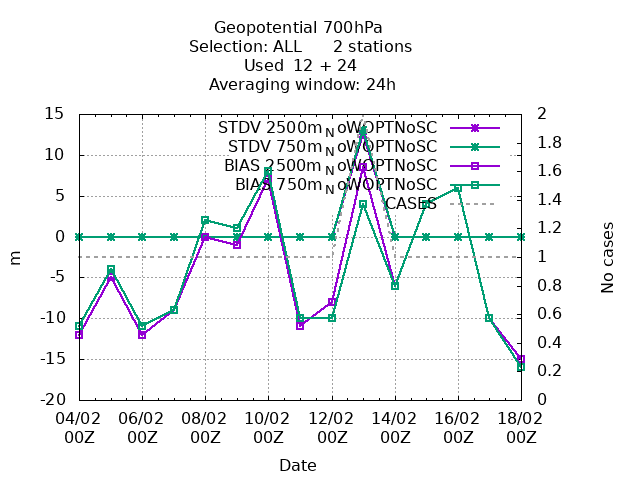 Geopotential 700hPa
Selection: ALL 2 stations
Used 12 + 24
Averaging window: 24h
STDV 2500m_NoWOPTNoSC
STDV 750m_NoWOPTNoSC
BIAS 2500m_NoWOPTNoSC
BIAS 750m_NoWOPTNoSC
CASES
15
10
5
0
-5
-10
-15
-20
m
2
1.8
1.6
1.4
1.2
1
0.8
0.6
0.4
0.2
0
No cases
04/02 06/02 08/02 10/02 12/02 14/02 16/02 18/02
00Z 00Z 00Z 00Z 00Z 00Z 00Z 00Z
Date